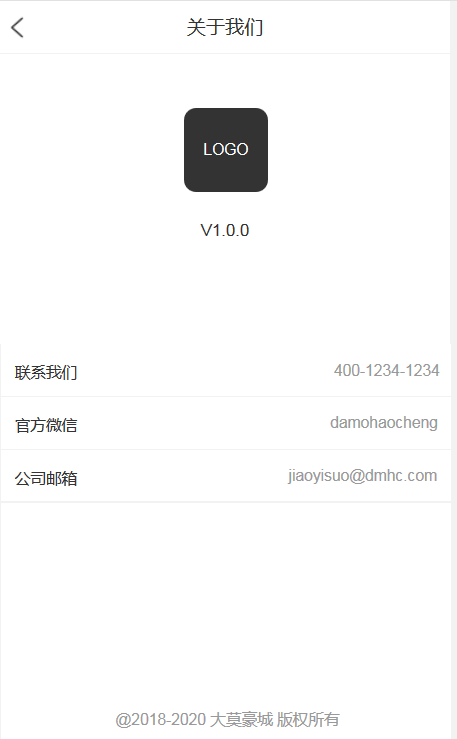 关于我们
LOGO
V1.0.0
联系我们 400-1234-1234
官方微信 damohaocheng
公司邮箱 jiaoyisuo@dmhc.com
@2018-2020 大莫豪城 版权所有